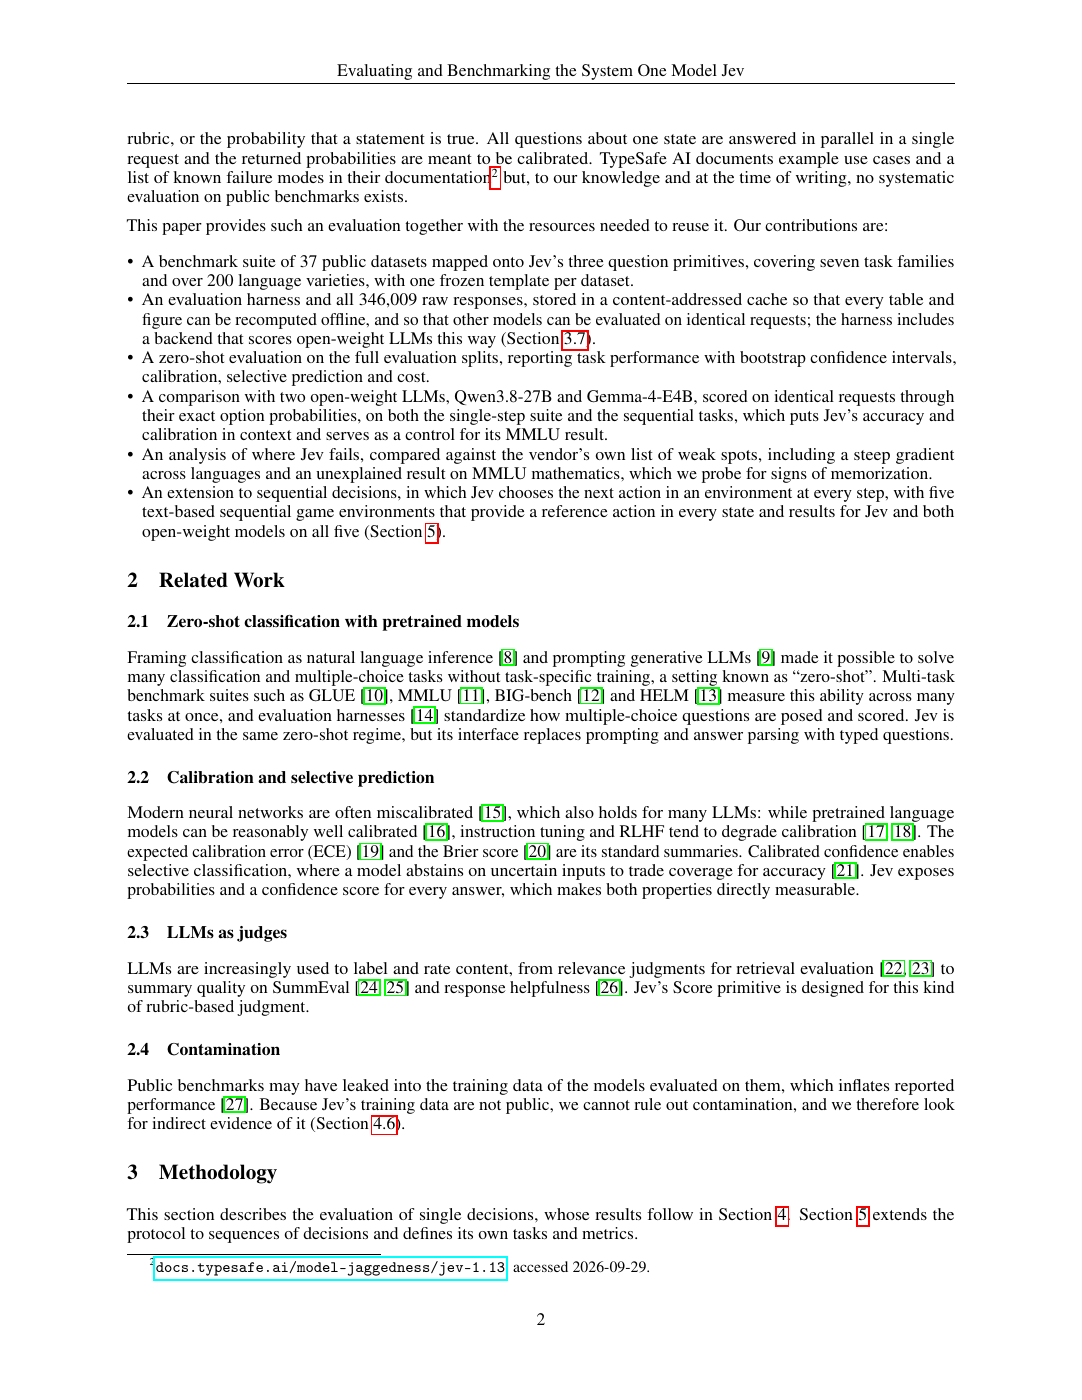 Evaluating and Benchmarking the System One Model Jev
rubric, or the probability that a statement is true. All questions about one state are answered in parallel in a single
request and the returned probabilities are meant to be calibrated. TypeSafe AI documents example use cases and a
list of known failure modes in their documentation2 but, to our knowledge and at the time of writing, no systematic
evaluation on public benchmarks exists.
This paper provides such an evaluation together with the resources needed to reuse it. Our contributions are:
• A benchmark suite of 37 public datasets mapped onto Jev's three question primitives, covering seven task families
and over 200 language varieties, with one frozen template per dataset.
• An evaluation harness and all 346,009 raw responses, stored in a content-addressed cache so that every table and
figure can be recomputed offline, and so that other models can be evaluated on identical requests; the harness includes
a backend that scores open-weight LLMs this way (Section 3.7).
• A zero-shot evaluation on the full evaluation splits, reporting task performance with bootstrap confidence intervals,
calibration, selective prediction and cost.
• A comparison with two open-weight LLMs, Qwen3.8-27B and Gemma-4-E4B, scored on identical requests through
their exact option probabilities, on both the single-step suite and the sequential tasks, which puts Jev's accuracy and
calibration in context and serves as a control for its MMLU result.
• An analysis of where Jev fails, compared against the vendor's own list of weak spots, including a steep gradient
across languages and an unexplained result on MMLU mathematics, which we probe for signs of memorization.
• An extension to sequential decisions, in which Jev chooses the next action in an environment at every step, with five
text-based sequential game environments that provide a reference action in every state and results for Jev and both
open-weight models on all five (Section 5).
2 Related Work
2.1 Zero-shot classification with pretrained models
Framing classification as natural language inference [8] and prompting generative LLMs [9] made it possible to solve
many classification and multiple-choice tasks without task-specific training, a setting known as “zero-shot”. Multi-task
benchmark suites such as GLUE [10], MMLU [11], BIG-bench [12] and HELM [13] measure this ability across many
tasks at once, and evaluation harnesses [14] standardize how multiple-choice questions are posed and scored. Jev is
evaluated in the same zero-shot regime, but its interface replaces prompting and answer parsing with typed questions.
2.2 Calibration and selective prediction
Modern neural networks are often miscalibrated [15], which also holds for many LLMs: while pretrained language
models can be reasonably well calibrated [16], instruction tuning and RLHF tend to degrade calibration [17, 18]. The
expected calibration error (ECE) [19] and the Brier score [20] are its standard summaries. Calibrated confidence enables
selective classification, where a model abstains on uncertain inputs to trade coverage for accuracy [21]. Jev exposes
probabilities and a confidence score for every answer, which makes both properties directly measurable.
2.3 LLMs as judges
LLMs are increasingly used to label and rate content, from relevance judgments for retrieval evaluation [22, 23] to
summary quality on SummEval [24, 25] and response helpfulness [26]. Jev's Score primitive is designed for this kind
of rubric-based judgment.
2.4 Contamination
Public benchmarks may have leaked into the training data of the models evaluated on them, which inflates reported
performance [27]. Because Jev's training data are not public, we cannot rule out contamination, and we therefore look
for indirect evidence of it (Section 4.6).
3 Methodology
This section describes the evaluation of single decisions, whose results follow in Section 4. Section 5 extends the
protocol to sequences of decisions and defines its own tasks and metrics.
2docs.typesafe.ai/model-jaggedness/jev-1.13, accessed 2026-09-29.
2